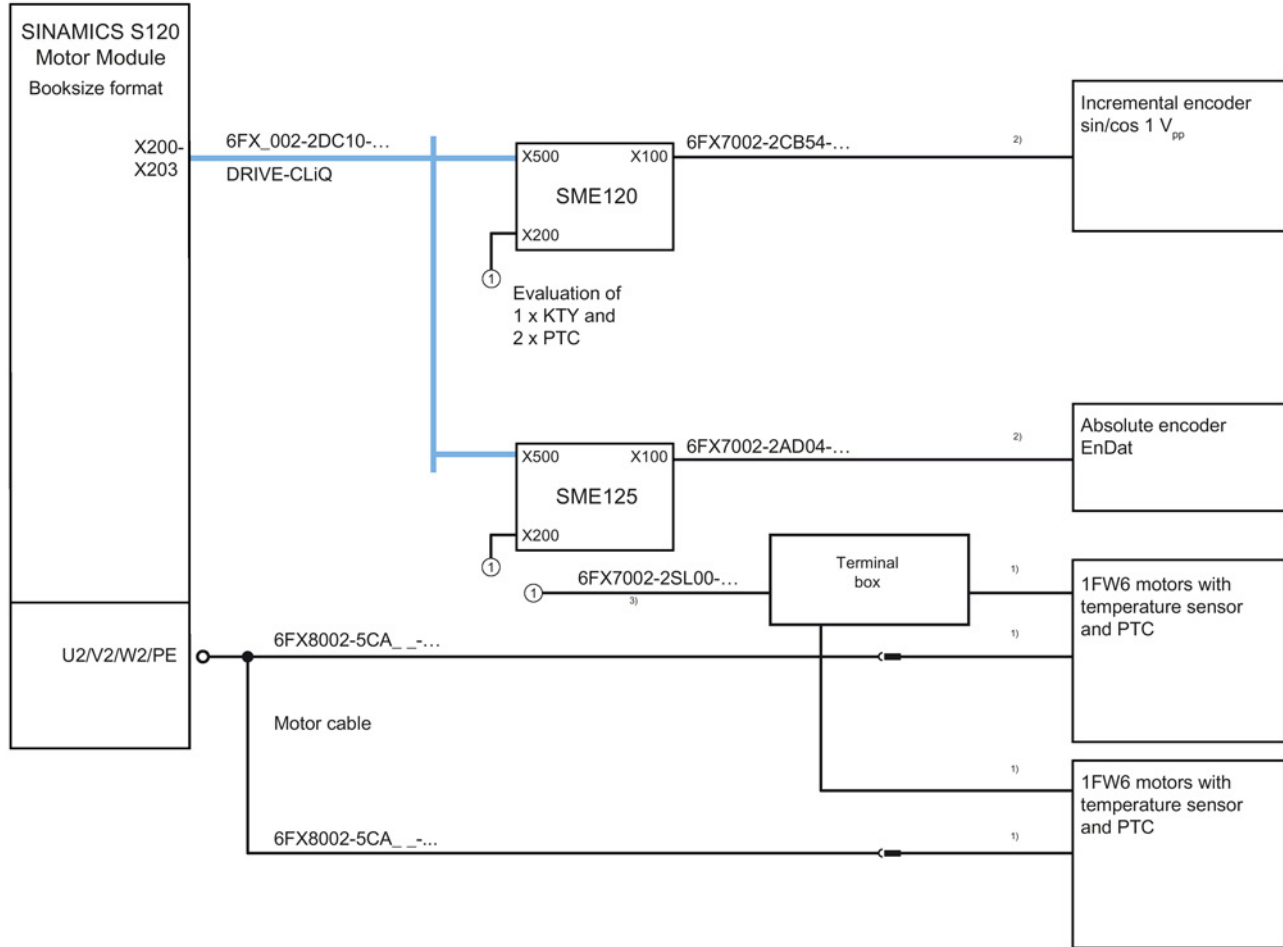 SINAMICS S120
Motor Module
Booksize format
X200-
X203
6FX_002-2DC10-…
DRIVE-CLiQ
X500
X100
SME120
X200
1
Evaluation of
1 x KTY and
2 x PTC
6FX7002-2CB54-…
2)
Incremental encoder
sin/cos 1 Vpp
X500
X100
SME125
X200
1
6FX7002-2AD04-…
2)
Absolute encoder
EnDat
1
6FX7002-2SL00-…
3)
Terminal
box
1)
1FW6 motors with
temperature sensor
and PTC
1)
U2/V2/W2/PE
6FX8002-5CA_ _-…
Motor cable
1)
1FW6 motors with
temperature sensor
and PTC
6FX8002-5CA_ _-...
1)